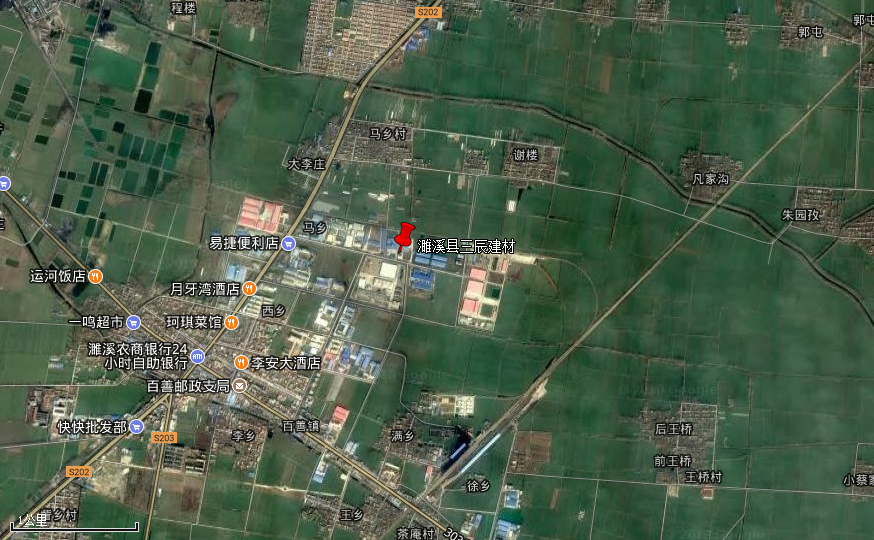 程楼
S202
郭屯
郭屯
马乡村
大李庄
谢楼
凡家沟
朱园孜
马乡
易捷便利店
濉溪县三辰建材
运河饭店
月牙湾酒店
西乡
一鸣超市
珂琪菜馆
濉溪农商银行24
小时自助银行
李安大酒店
百善邮政支局
快快批发部
百善镇
S203
李乡
满乡
后王桥
前王桥
王桥村
S202
徐乡
王乡
茶庵村
303
1公里